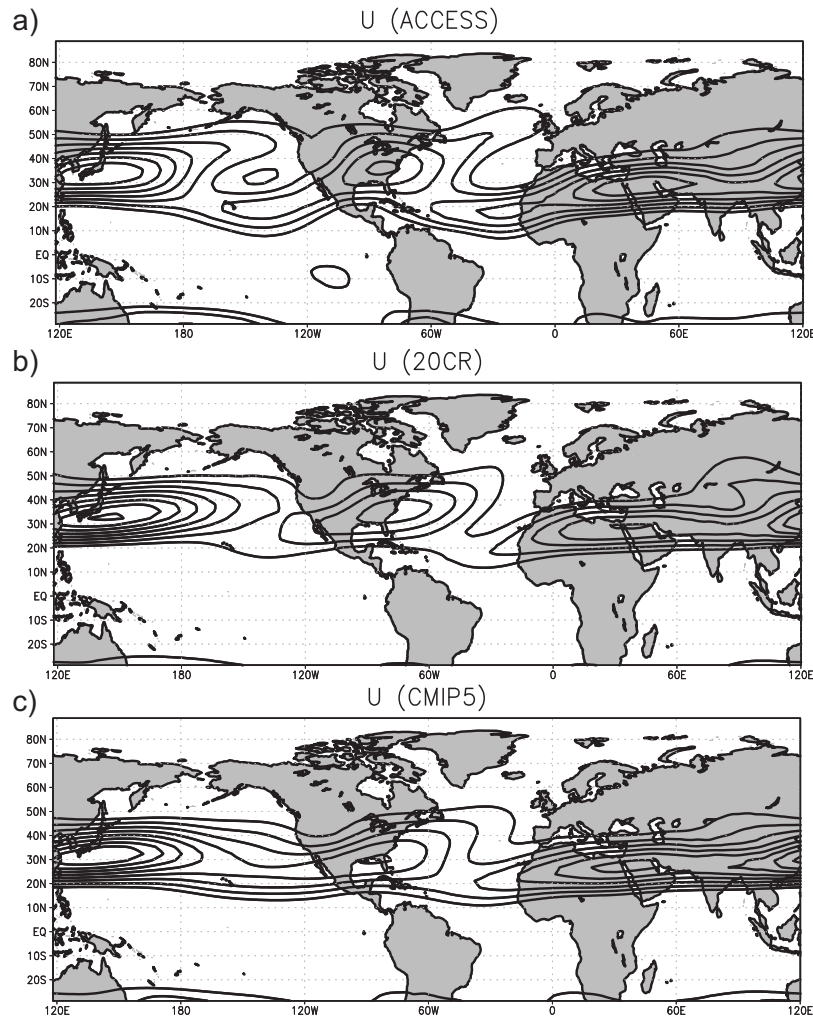 a)
U (ACCESS)
80N
70N
60N
50N
40N
30N
20N
10N
EQ
10S
20S
120E 180 120W 60W 0 60E 120E
b)
U (20CR)
80N
70N
60N
50N
40N
30N
20N
10N
EQ
10S
20S
120E 180 120W 60W 0 60E 120E
c)
U (CMIP5)
80N
70N
60N
50N
40N
30N
20N
10N
EQ
10S
20S
120E 180 120W 60W 0 60E 120E